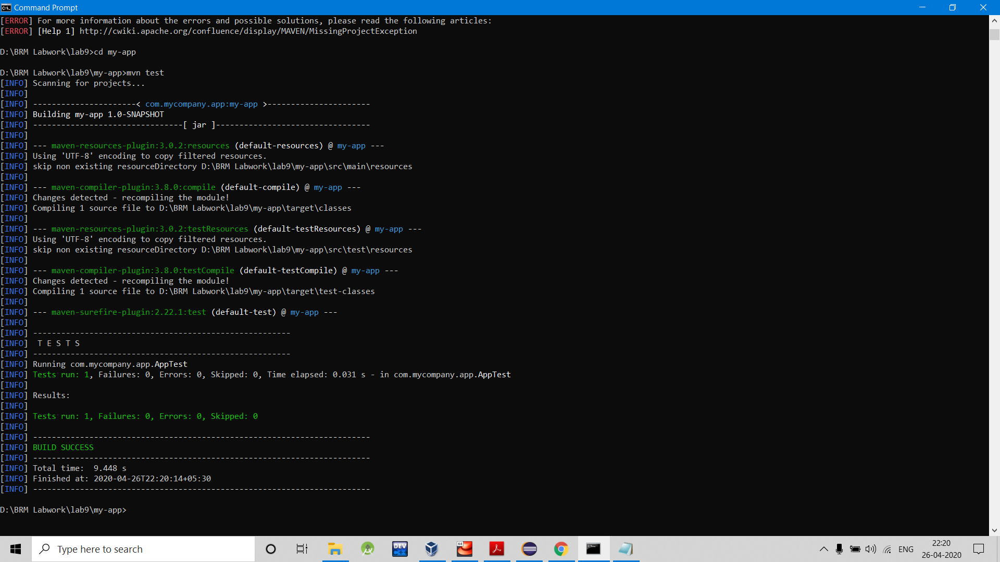 Command Prompt
[ERROR] For more information about the errors and possible solutions, please read the following articles:
[ERROR] [Help 1] http://cwiki.apache.org/confluence/display/MAVEN/MissingProjectException
D:\BRM Labwork\lab9>cd my-app
D:\BRM Labwork\lab9\my-app>mvn test
[INFO] Scanning for projects...
[INFO]
[INFO] ----------------------< com.mycompany.app:my-app >----------------------
[INFO] Building my-app 1.0-SNAPSHOT
[INFO] --------------------------------[ jar ]---------------------------------
[INFO]
[INFO] --- maven-resources-plugin:3.0.2:resources (default-resources) @ my-app ---
[INFO] Using 'UTF-8' encoding to copy filtered resources.
[INFO] skip non existing resourceDirectory D:\BRM Labwork\lab9\my-app\src\main\resources
[INFO]
[INFO] --- maven-compiler-plugin:3.8.0:compile (default-compile) @ my-app ---
[INFO] Changes detected - recompiling the module!
[INFO] Compiling 1 source file to D:\BRM Labwork\lab9\my-app\target\classes
[INFO]
[INFO] --- maven-resources-plugin:3.0.2:testResources (default-testResources) @ my-app ---
[INFO] Using 'UTF-8' encoding to copy filtered resources.
[INFO] skip non existing resourceDirectory D:\BRM Labwork\lab9\my-app\src\test\resources
[INFO]
[INFO] --- maven-compiler-plugin:3.8.0:testCompile (default-testCompile) @ my-app ---
[INFO] Changes detected - recompiling the module!
[INFO] Compiling 1 source file to D:\BRM Labwork\lab9\my-app\target\test-classes
[INFO]
[INFO] --- maven-surefire-plugin:2.22.1:test (default-test) @ my-app ---
[INFO]
[INFO] -------------------------------------------------------
[INFO]  T E S T S
[INFO] -------------------------------------------------------
[INFO] Running com.mycompany.app.AppTest
[INFO] Tests run: 1, Failures: 0, Errors: 0, Skipped: 0, Time elapsed: 0.031 s - in com.mycompany.app.AppTest
[INFO]
[INFO] Results:
[INFO]
[INFO] Tests run: 1, Failures: 0, Errors: 0, Skipped: 0
[INFO]
[INFO] ------------------------------------------------------------------------
[INFO] BUILD SUCCESS
[INFO] ------------------------------------------------------------------------
[INFO] Total time:  9.448 s
[INFO] Finished at: 2020-04-26T22:20:14+05:30
[INFO] ------------------------------------------------------------------------
D:\BRM Labwork\lab9\my-app>
Type here to search
DEV
C++
64
ENG
22:20
26-04-2020